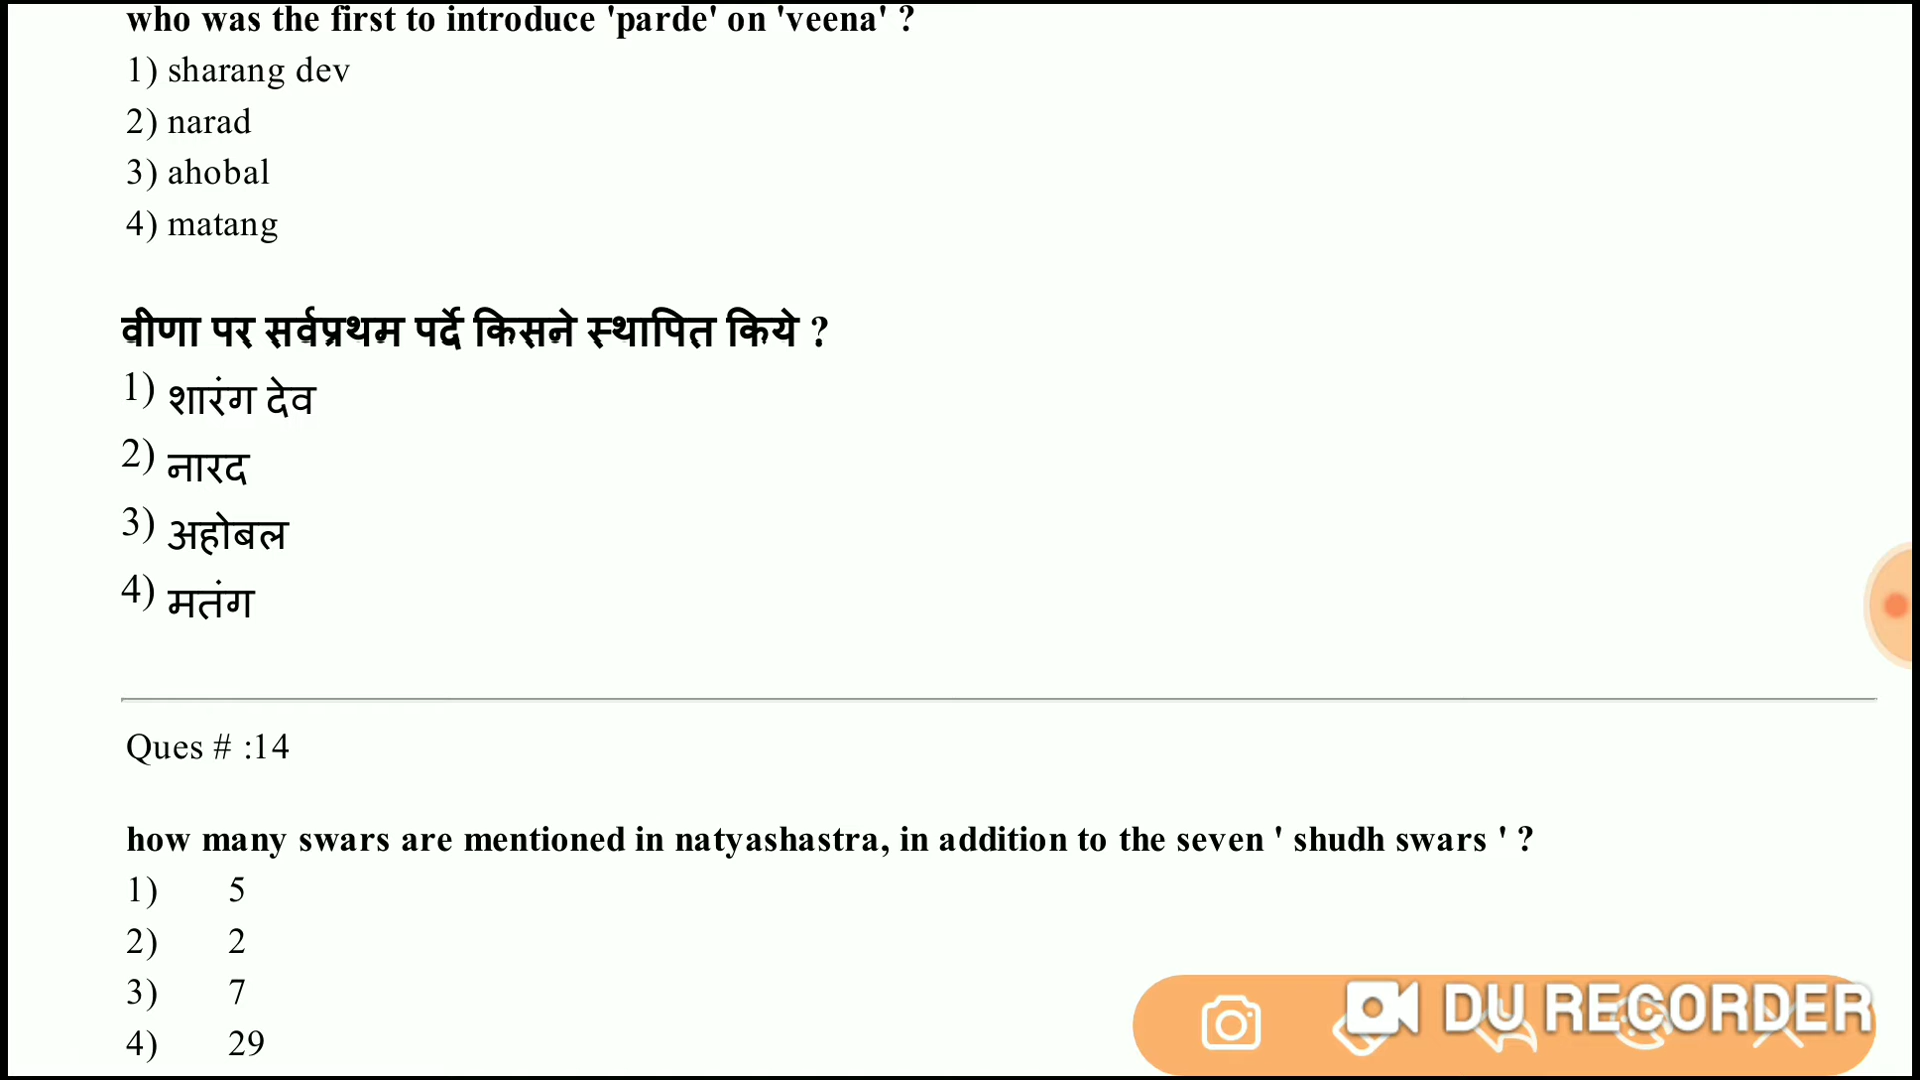 who was the first to introduce 'parde' on 'veena' ?
1) sharang dev
2) narad
3) ahobal
4) matang
वीणा पर सर्वप्रथम पर्दे किसने स्थापित किये ?
1) शारंग देव
2) नारद
3) अहोबल
4) मतंग
Ques # :14
how many swars are mentioned in natyashastra, in addition to the seven ' shudh swars ' ?
1) 5
2) 2
3) 7
4) 29
DU RECORDER